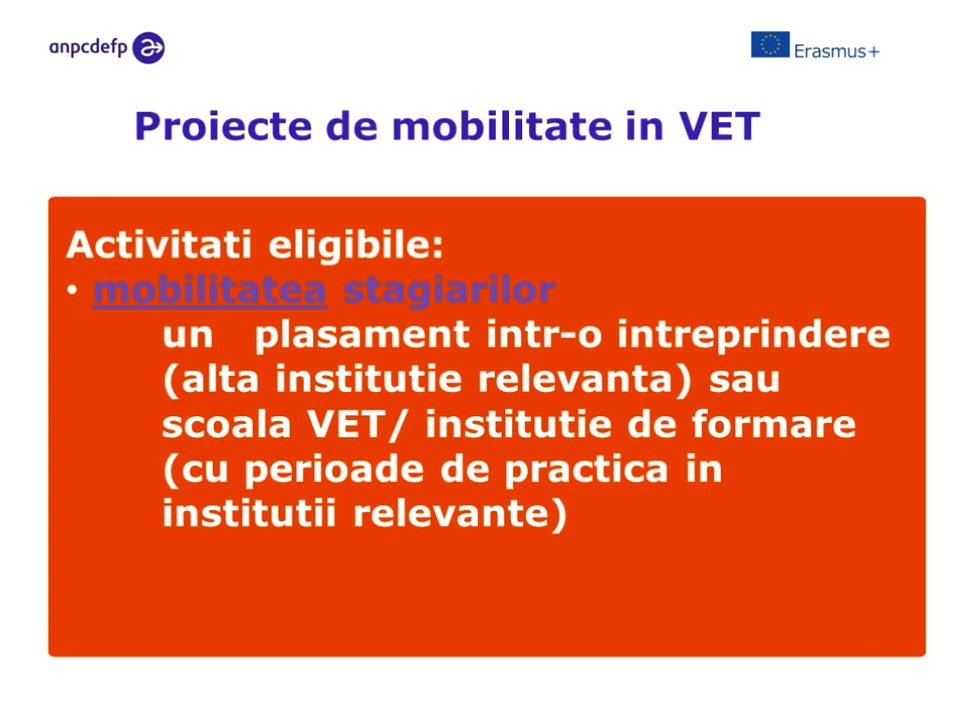 anpcdefp
Erasmus+
Proiecte de mobilitate in VET
Activitati eligibile:
• mobilitatea stagiarilor
un plasament intr-o intreprindere
(alta institutie relevanta) sau
scoala VET/ institutie de formare
(cu perioade de practica in
institutii relevante)